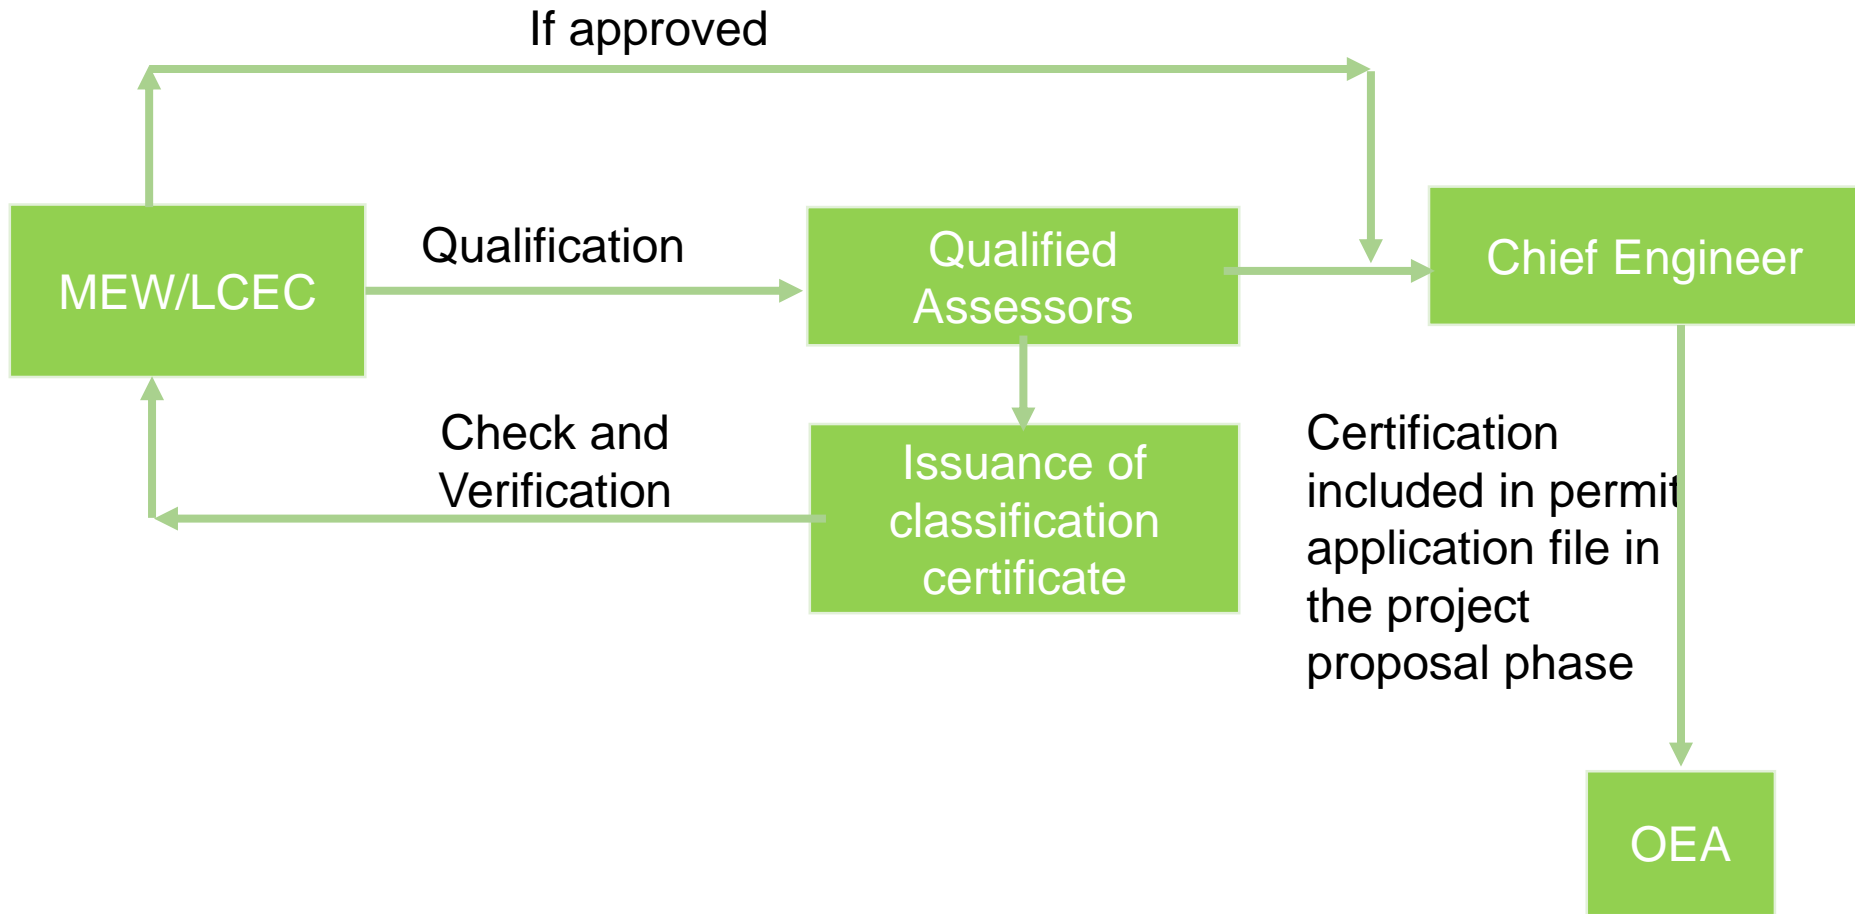 If approved
MEW/LCEC
Qualification
Qualified
Assessors
Chief Engineer
Check and
Verification
Issuance of
classification
certificate
Certification
included in permit
application file in
the project
proposal phase
OEA